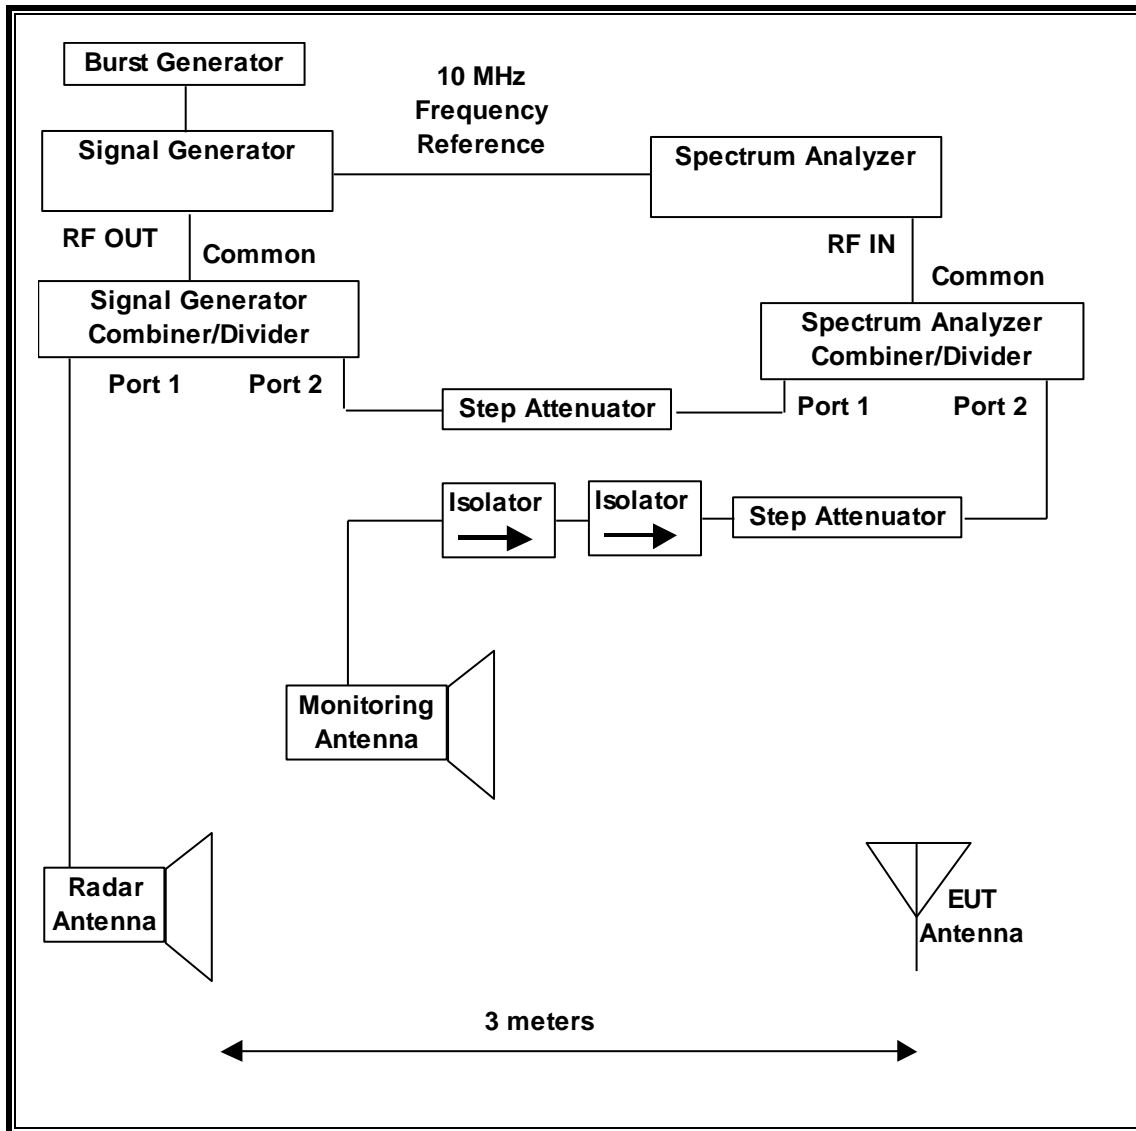 Burst Generator
10 MHz
Frequency
Reference
Signal Generator
Spectrum Analyzer
RF OUT
Common
RF IN
Common
Signal Generator
Combiner/Divider
Spectrum Analyzer
Combiner/Divider
Port 1
Port 2
Step Attenuator
Port 1
Port 2
Isolator
Isolator
Step Attenuator
Monitoring
Antenna
Radar
Antenna
EUT
Antenna
3 meters